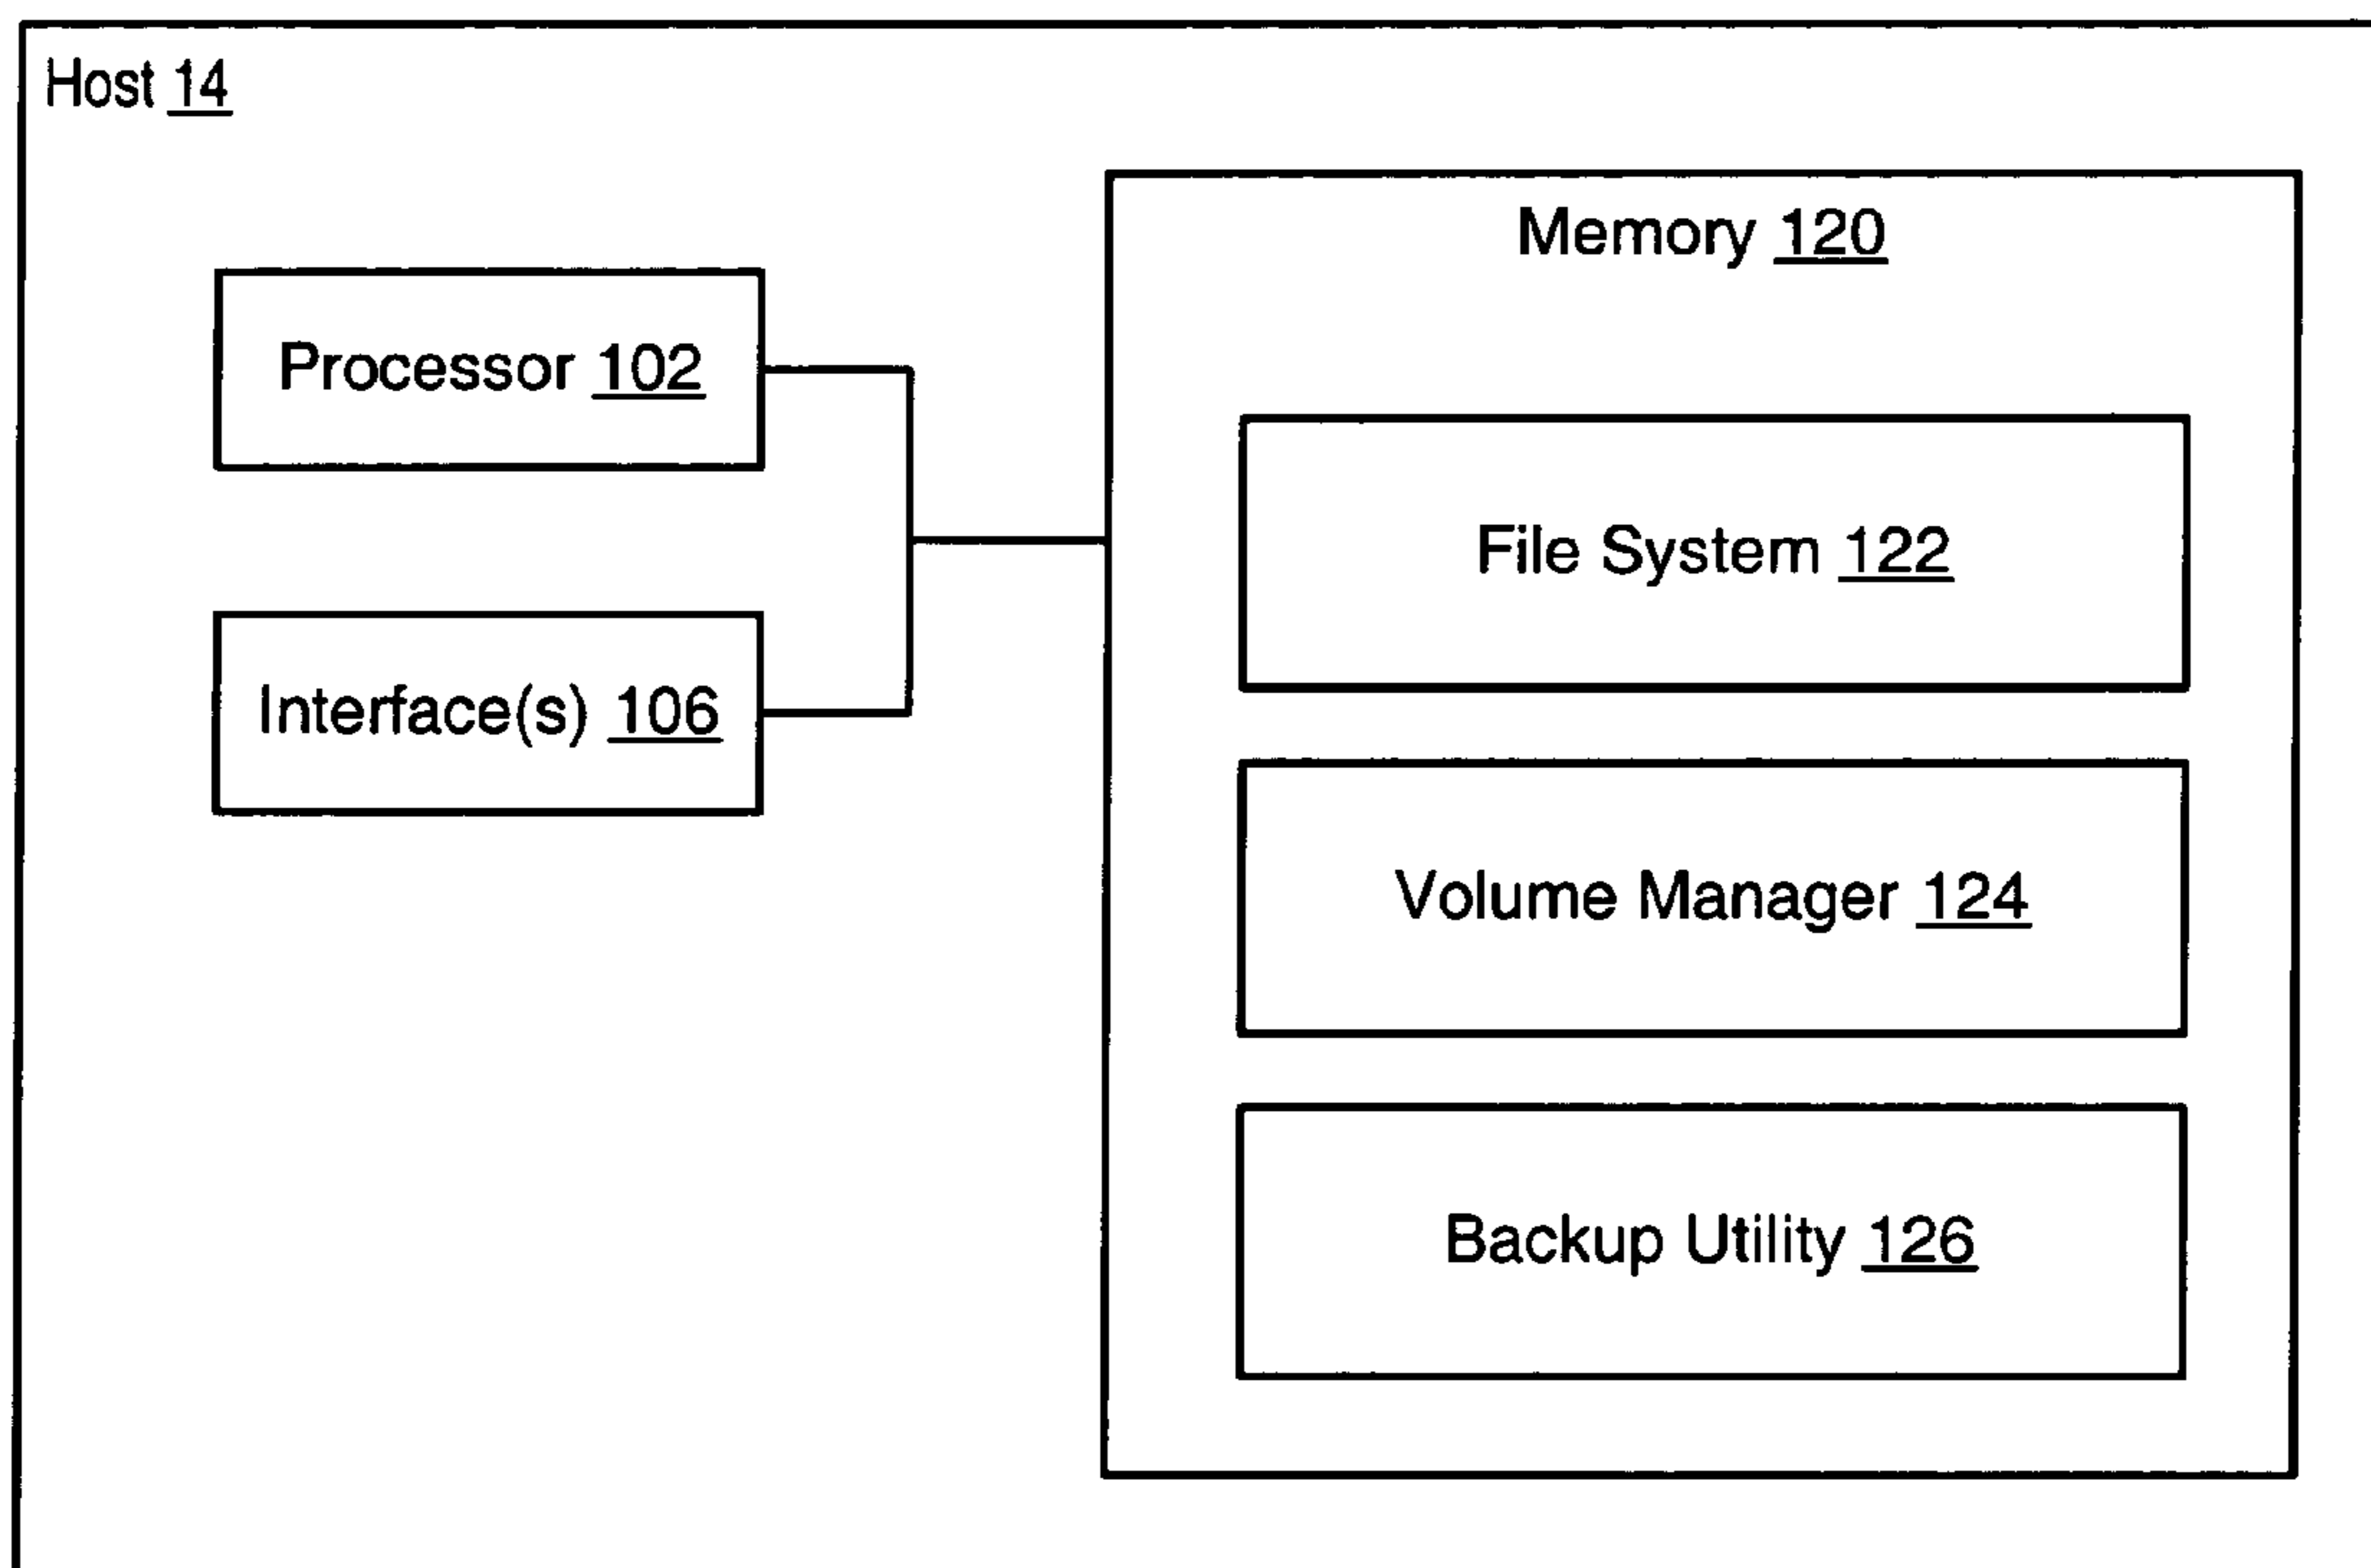 Host 14
Memory 120
Processor 102
File System 122
Interface(s) 106
Volume Manager 124
Backup Utility 126